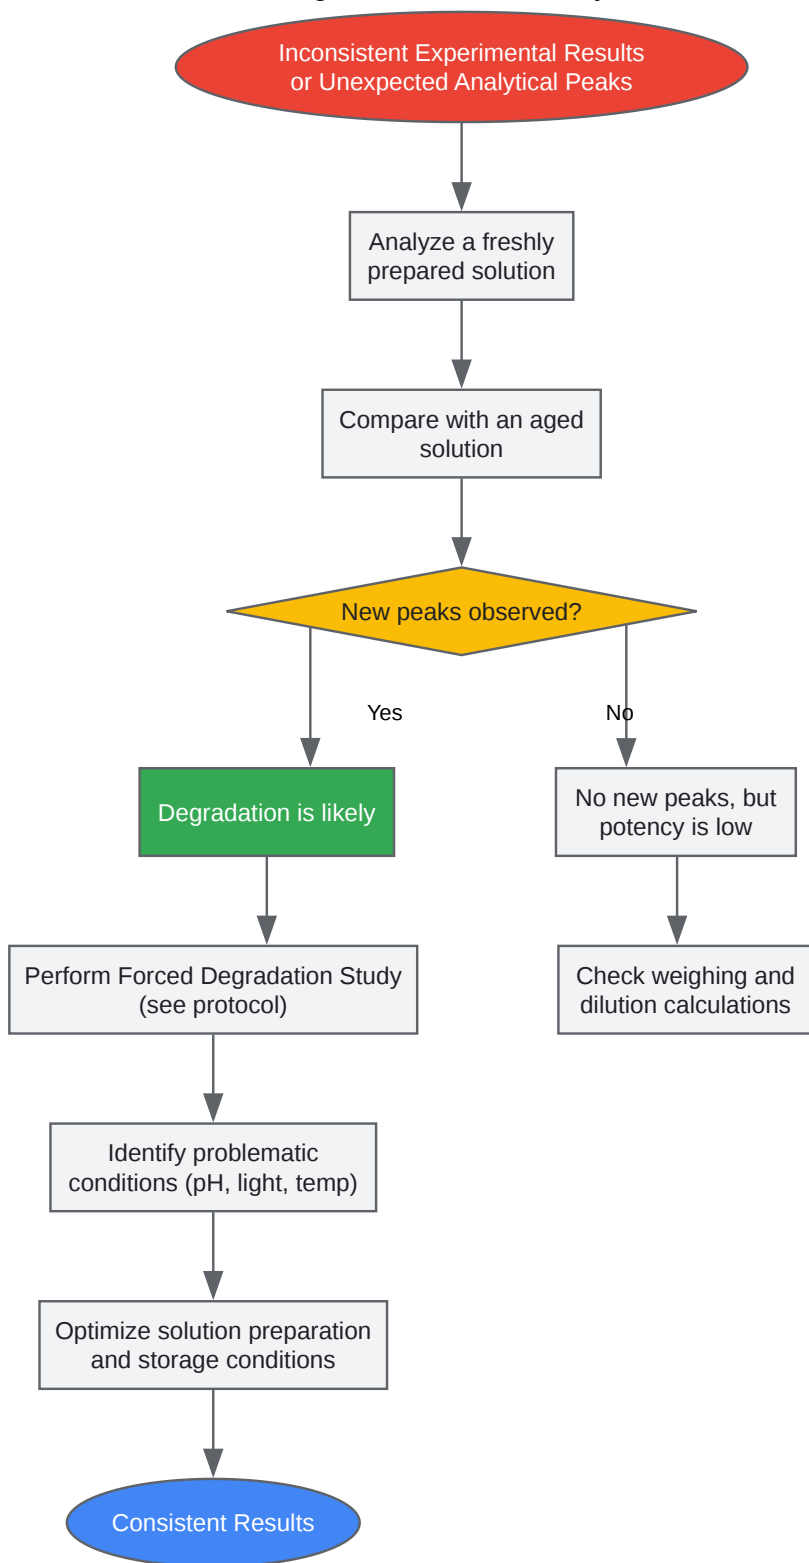 Inconsistent Experimental Results
or Unexpected Analytical Peaks
Analyze a freshly
prepared solution
Compare with an aged
solution
New peaks observed?
Yes
No
Degradation is likely
No new peaks, but
potency is low
Perform Forced Degradation Study
(see protocol)
Check weighing and
dilution calculations
Identify problematic
conditions (pH, light, temp)
Optimize solution preparation
and storage conditions
Consistent Results